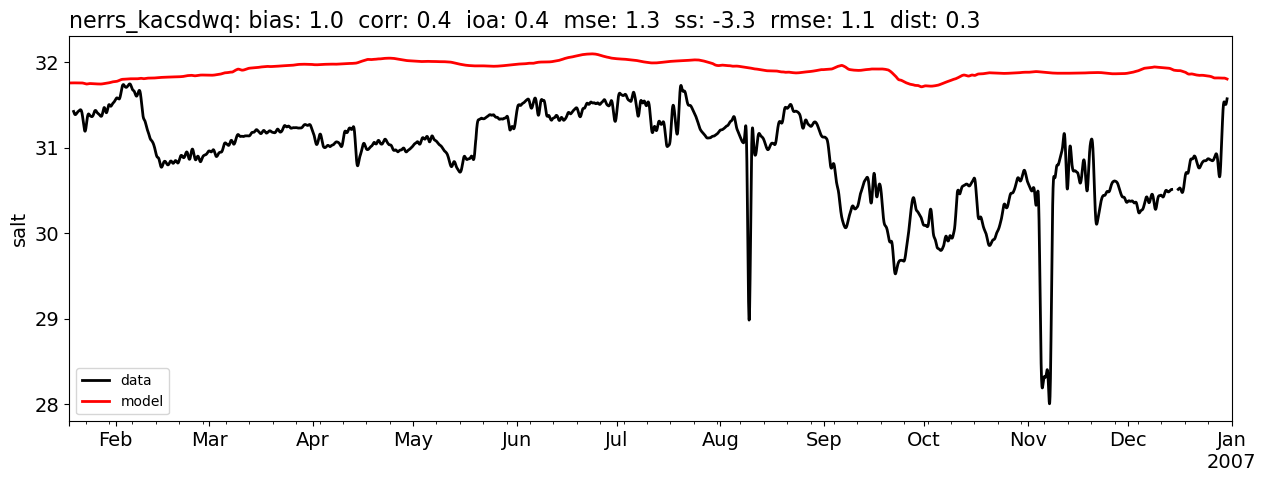 nerrs_kacsdwq: bias: 1.0 corr: 0.4 ioa: 0.4 mse: 1.3 ss: -3.3 rmse: 1.1 dist: 0.3
32
31
30
29
28
salt
data
model
Feb Mar Apr May Jun Jul Aug Sep Oct Nov Dec Jan
2007